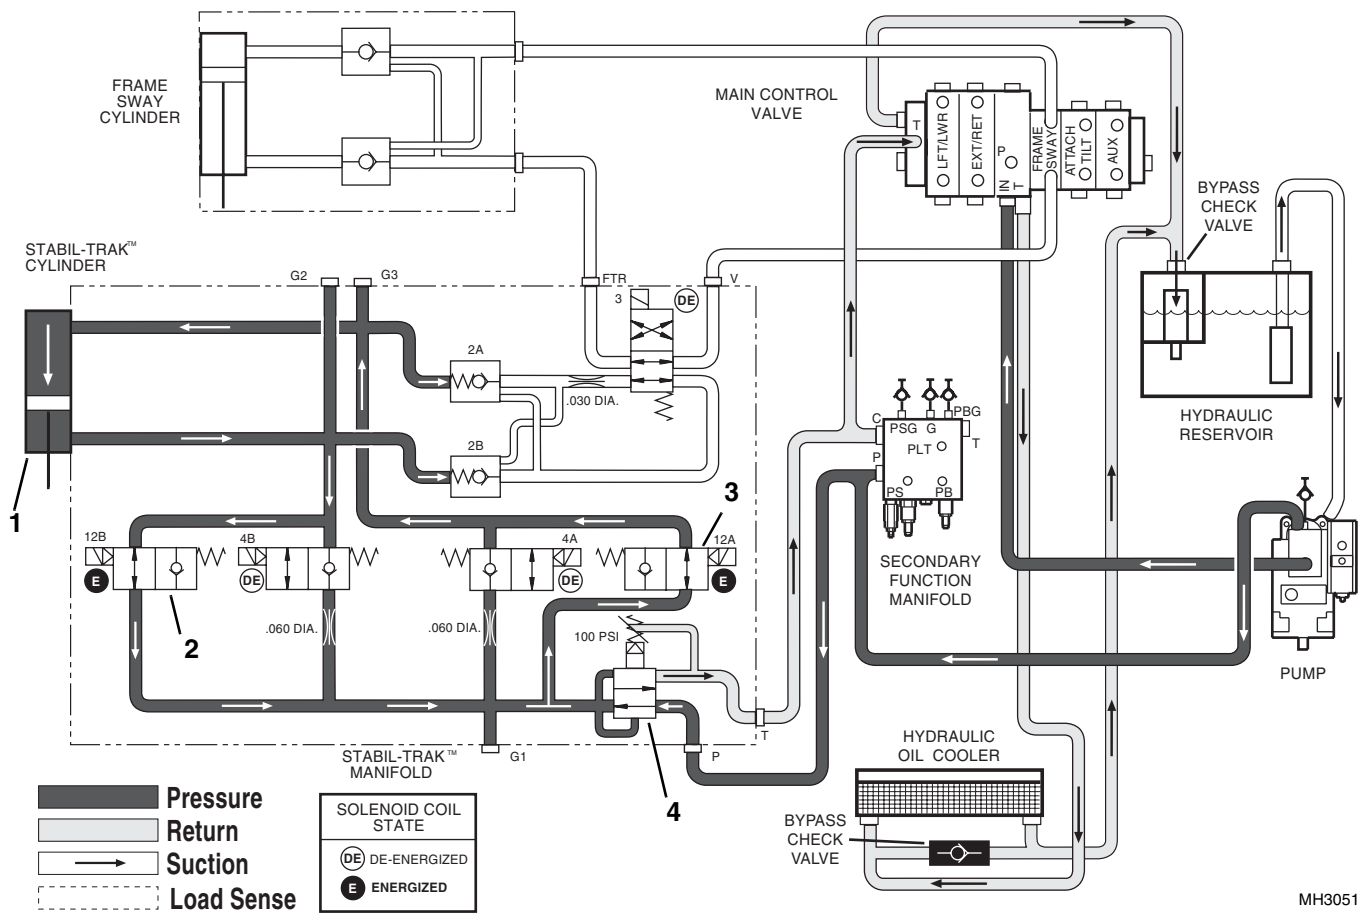 FRAME
SWAY
CYLINDER
MAIN CONTROL
VALVE
T
LFT/LWR
EXT/RET
P
IN
T
FRAME
SWAY
ATTACH
TILT
AUX
BYPASS
CHECK
VALVE
STABIL-TRAK™
CYLINDER
G2
G3
FTR
3
DE
V
2A
.030 DIA.
2B
1
HYDRAULIC
RESERVOIR
C
PSG
G
PBG
T
PLT
P
PS
PB
SECONDARY
FUNCTION
MANIFOLD
12B
E
4B
DE
4A
DE
3
12A
E
2
.060 DIA.
.060 DIA.
100 PSI
PUMP
T
STABIL-TRAK™
MANIFOLD
G1
P
4
HYDRAULIC
OIL COOLER
BYPASS
CHECK
VALVE
Pressure
Return
Suction
Load Sense
SOLENOID COIL
STATE
DE DE-ENERGIZED
E ENERGIZED
MH3051